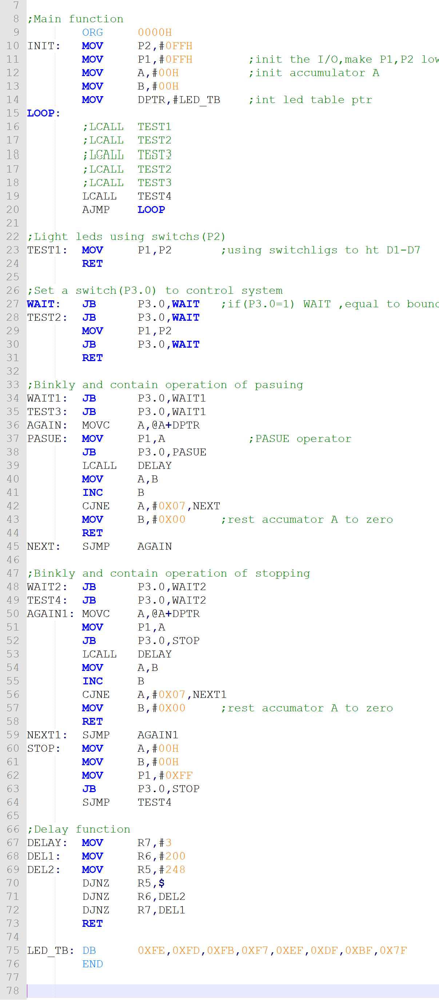 7
8 ;Main function
9 ORG 0000H
10 INIT: MOV P2,#0FFH
11 MOV P1,#0FFH ;init the I/O,make P1,P2 low
12 MOV A,#00H ;init accumulator A
13 MOV B,#00H
14 MOV DPTR,#LED_TB ;int led table ptr
15 LOOP:
16 ;LCALL TEST1
17 ;LCALL TEST2
18 ;LCALL TEST3
17 ;LCALL TEST2
18 ;LCALL TEST3
19 LCALL TEST4
20 AJMP LOOP
21
22 ;Light leds using switchs(P2)
23 TEST1: MOV P1,P2 ;using switchligs to ht D1-D7
24 RET
25
26 ;Set a switch(P3.0) to control system
27 WAIT: JB P3.0,WAIT ;if(P3.0=1) WAIT ,equal to bounc
28 TEST2: JB P3.0,WAIT
29 MOV P1,P2
30 JB P3.0,WAIT
31 RET
32
33 ;Binkly and contain operation of pasuing
34 WAIT1: JB P3.0,WAIT1
35 TEST3: JB P3.0,WAIT1
36 AGAIN: MOVC A,@A+DPTR
37 PASUE: MOV P1,A ;PASUE operator
38 JB P3.0,PASUE
39 LCALL DELAY
40 MOV A,B
41 INC B
42 CJNE A,#0X07,NEXT
43 MOV B,#0X00 ;rest accumator A to zero
44 RET
45 NEXT: SJMP AGAIN
46
47 ;Binkly and contain operation of stopping
48 WAIT2: JB P3.0,WAIT2
49 TEST4: JB P3.0,WAIT2
50 AGAIN1: MOVC A,@A+DPTR
51 MOV P1,A
52 JB P3.0,STOP
53 LCALL DELAY
54 MOV A,B
55 INC B
56 CJNE A,#0X07,NEXT1
57 MOV B,#0X00 ;rest accumator A to zero
58 RET
59 NEXT1: SJMP AGAIN1
60 STOP: MOV A,#00H
61 MOV B,#00H
62 MOV P1,#0XFF
63 JB P3.0,STOP
64 SJMP TEST4
65
66 ;Delay function
67 DELAY: MOV R7,#3
68 DEL1: MOV R6,#200
69 DEL2: MOV R5,#248
70 DJNZ R5,$
71 DJNZ R6,DEL2
72 DJNZ R7,DEL1
73 RET
74
75 LED_TB: DB 0XFE,0XFD,0XFB,0XF7,0XEF,0XDF,0XBF,0X7F
76 END
77
78